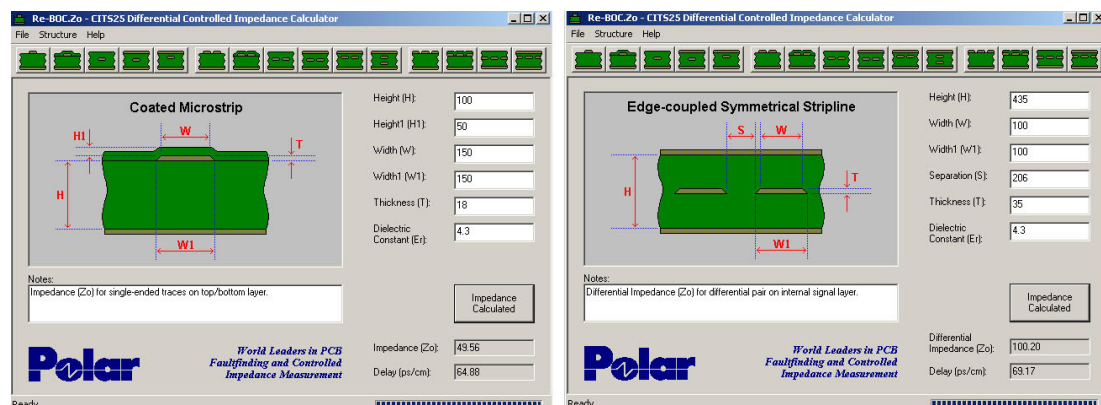 Re-BOC.Zo - CITS25 Differential Controlled Impedance Calculator
File Structure Help
Coated Microstrip
H1
W
T
H
W1
Height (H): 100
Height1 (H1): 50
Width (W): 150
Width1 (W1): 150
Thickness (T): 18
Dielectric
Constant (Er): 4.3
Notes:
Impedance (Zo) for single-ended traces on top/bottom layer.
Impedance
Calculated
Polar
World Leaders in PCB
Faultfinding and Controlled
Impedance Measurement
Impedance (Zo): 49.56
Delay (ps/cm): 64.88
Ready
Re-BOC.Zo - CITS25 Differential Controlled Impedance Calculator
File Structure Help
Edge-coupled Symmetrical Stripline
S
W
T
H
W1
Height (H): 435
Width (W): 100
Width1 (W1): 100
Separation (S): 206
Thickness (T): 35
Dielectric
Constant (Er): 4.3
Notes:
Differential Impedance (Zo) for differential pair on internal signal layer.
Impedance
Calculated
Polar
World Leaders in PCB
Faultfinding and Controlled
Impedance Measurement
Differential
Impedance (Zo): 100.20
Delay (ps/cm): 69.17
Ready